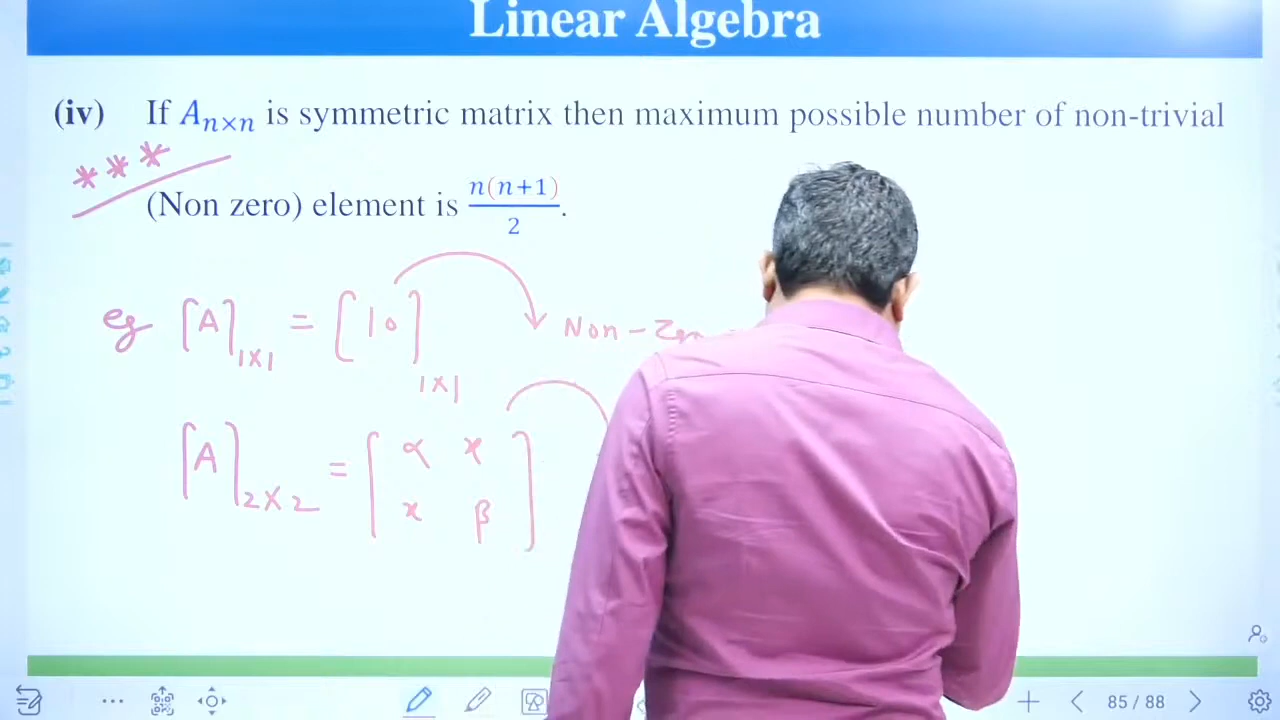 Linear Algebra
(iv) If A_{n×n} is symmetric matrix then maximum possible number of non-trivial
***
(Non zero) element is n(n+1)/2.
eg [A]_{1×1} = [10]_{1×1} Non-Zero
[A]_{2×2} = [α x
x β]
85 / 88